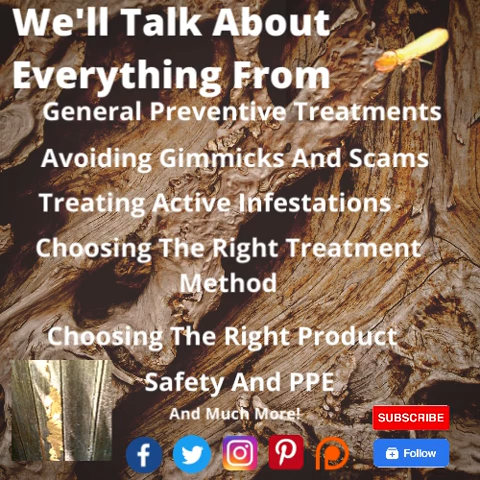 We'll Talk About
Everything From
General Preventive Treatments
Avoiding Gimmicks And Scams
Treating Active Infestations
Choosing The Right Treatment
Method
Choosing The Right Product
Safety And PPE
And Much More!
SUBSCRIBE
Follow